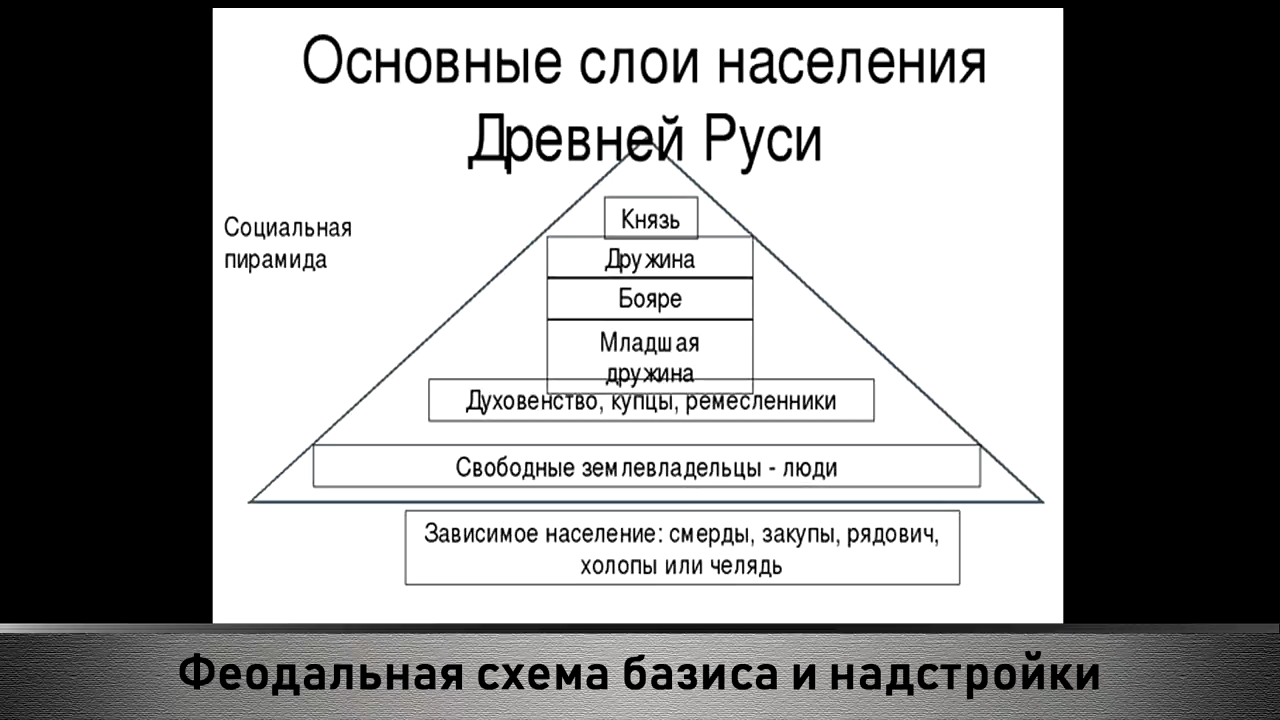 Основные слои населения
Древней Руси
Социальная
пирамида
Князь
Дружина
Бояре
Младшая
дружина
Духовенство, купцы, ремесленники
Свободные землевладельцы - люди
Зависимое население: смерды, закупы, рядович,
холопы или челядь
Феодальная схема базиса и надстройки